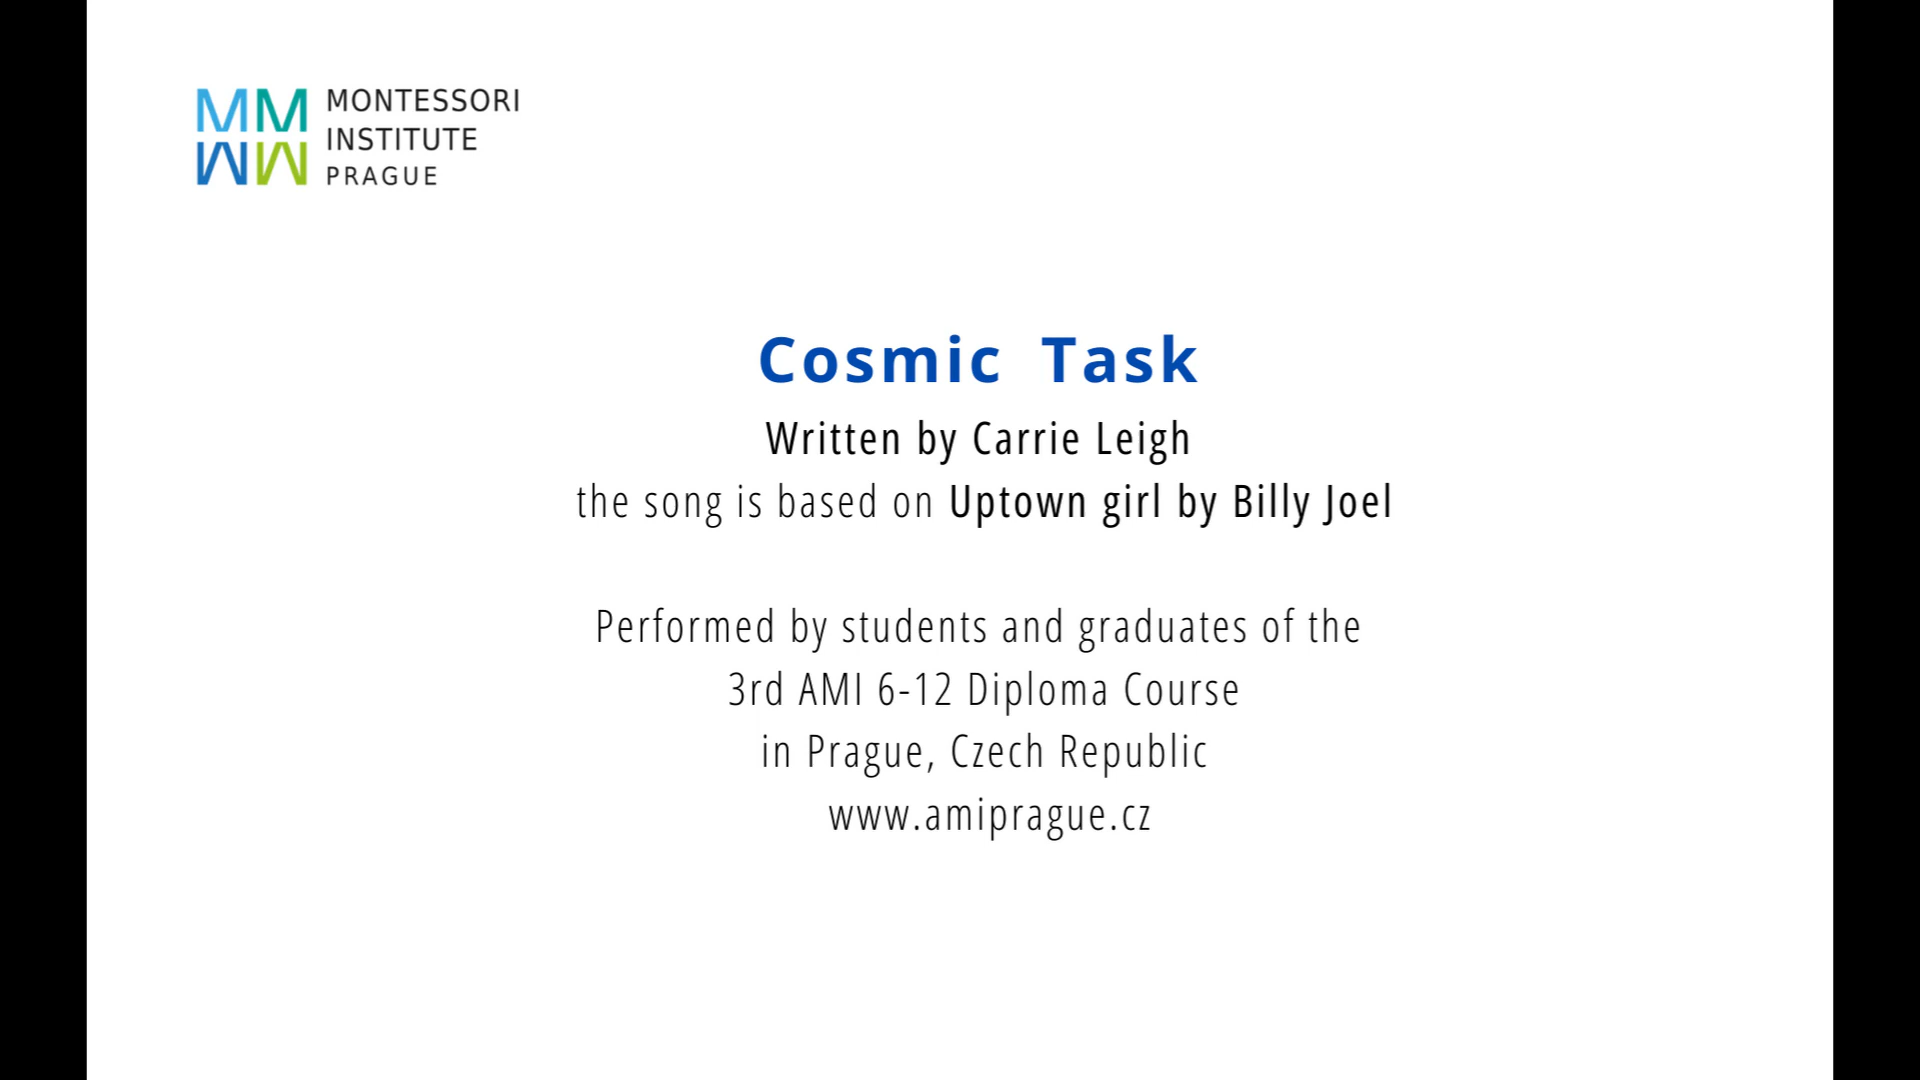 MONTESSORI
INSTITUTE
PRAGUE
Cosmic Task
Written by Carrie Leigh
the song is based on Uptown girl by Billy Joel
Performed by students and graduates of the
3rd AMI 6-12 Diploma Course
in Prague, Czech Republic
www.amiprague.cz